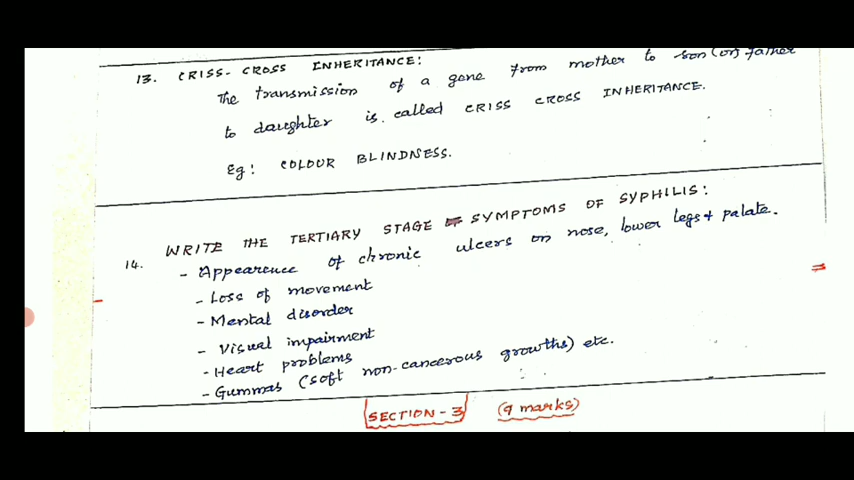 13. CRISS-CROSS INHERITANCE:
The transmission of a gene from mother to son (or) father
to daughter is called CRISS CROSS INHERITANCE.
Eg: COLOUR BLINDNESS.
14. WRITE THE TERTIARY STAGE SYMPTOMS OF SYPHILIS:
- Appearence of chronic ulcers on nose, lower legs & palate.
- Loss of movement
- Mental disorder
- Visual impairment
- Heart problems
- Gummas (soft non-cancerous growths) etc.
SECTION-3 (9 marks)